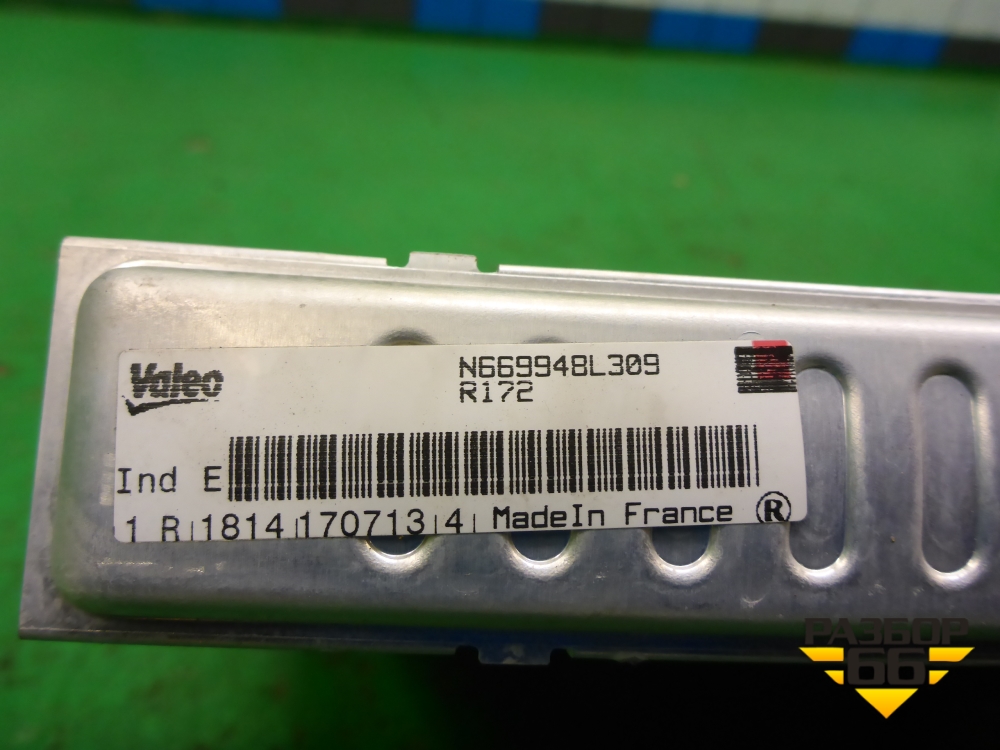 Valeo
N669948L309
R172
Ind E
1 R 1814 170713 4 MadeIn France ®
РАЗБОР
66